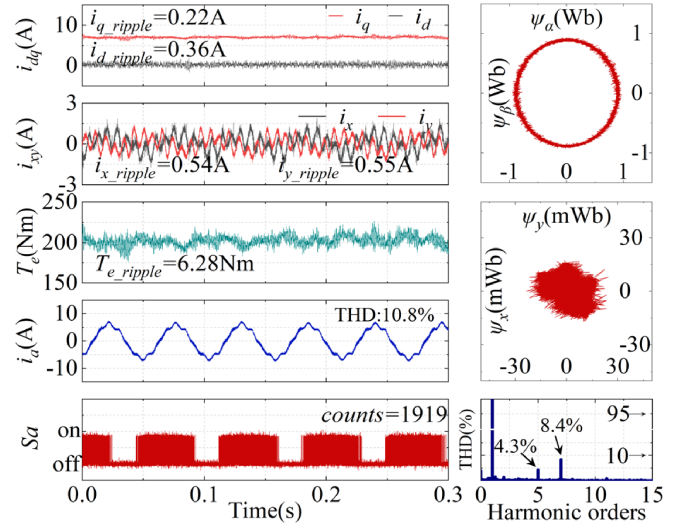 i_q_ripple=0.22A
i_q i_d
i_d_ripple=0.36A
10
0
i_dq(A)
i_x i_y
i_x_ripple=0.54A i_y_ripple=0.55A
3
0
-3
i_xy(A)
T_e_ripple=6.28Nm
250
200
150
T_e(Nm)
THD:10.8%
10
0
-10
i_a(A)
counts=1919
on
off
Sa
0.0 0.1 0.2 0.3
Time(s)
ψ_α(Wb)
ψ_β(Wb)
1
0
-1
-1 0 1
ψ_y(mWb)
ψ_x(mWb)
30
0
-30
-30 0 30
THD(%)
4.3%
8.4%
95→
10→
0 5 10 15
Harmonic orders